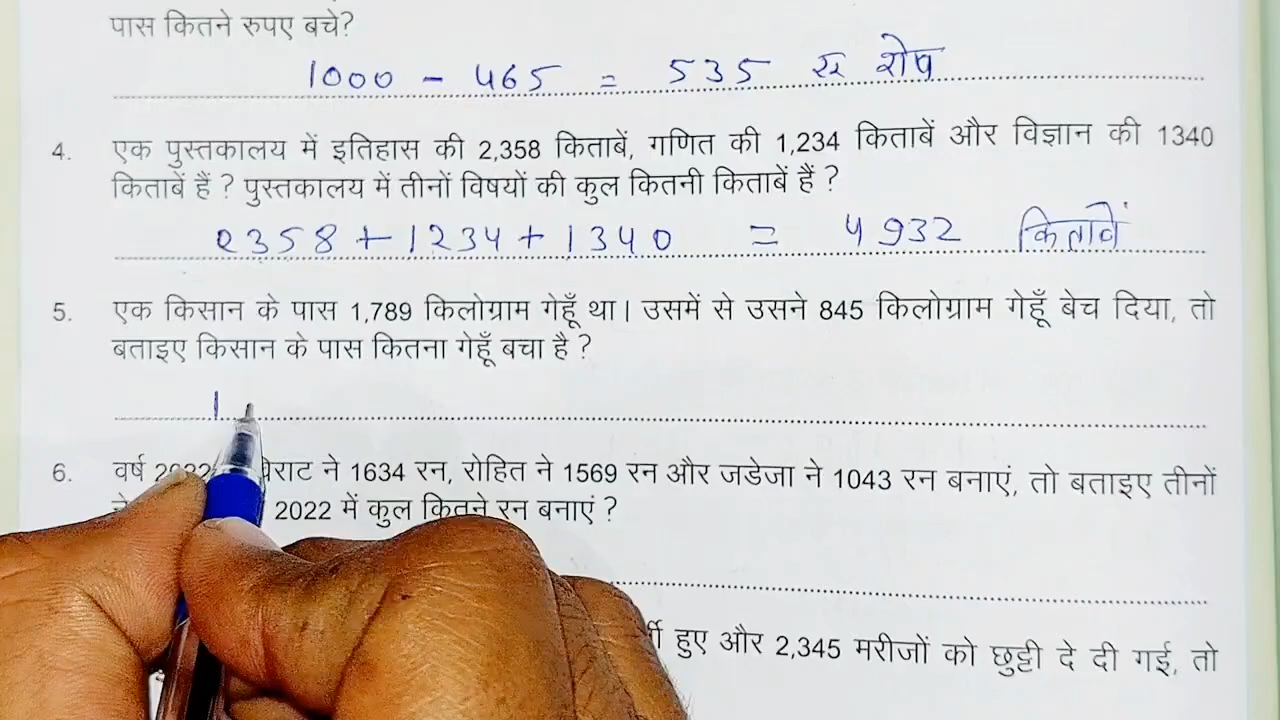 पास कितने रुपए बचे?
1000 - 465 = 535 रु शेष
4. एक पुस्तकालय में इतिहास की 2,358 किताबें, गणित की 1,234 किताबें और विज्ञान की 1340
किताबें हैं ? पुस्तकालय में तीनों विषयों की कुल कितनी किताबें हैं ?
2358 + 1234 + 1340 = 4932 किताबें
5. एक किसान के पास 1,789 किलोग्राम गेहूँ था। उसमें से उसने 845 किलोग्राम गेहूँ बेच दिया, तो
बताइए किसान के पास कितना गेहूँ बचा है ?
1
6. वर्ष 2022 ने 1634 रन, रोहित ने 1569 रन और जडेजा ने 1043 रन बनाएं, तो बताइए तीनों
2022 में कुल कितने रन बनाएं ?
हुए और 2,345 मरीजों को छुट्टी दे दी गई, तो